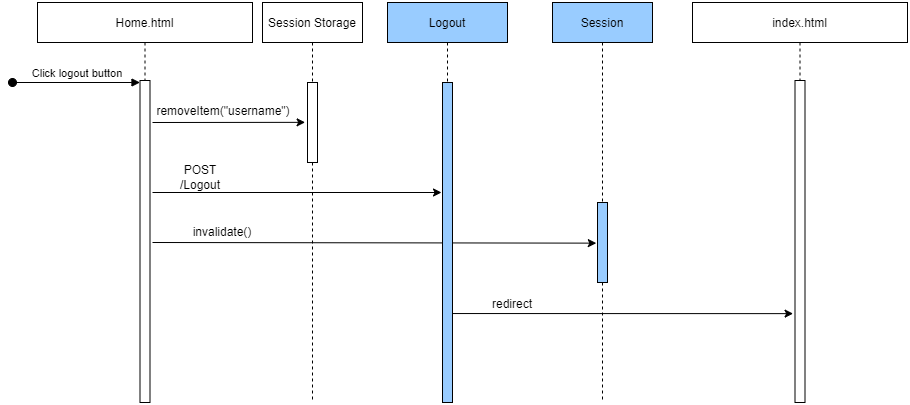 Home.html
Session Storage
Logout
Session
index.html
Click logout button
removeItem("username")
POST
/Logout
invalidate()
redirect